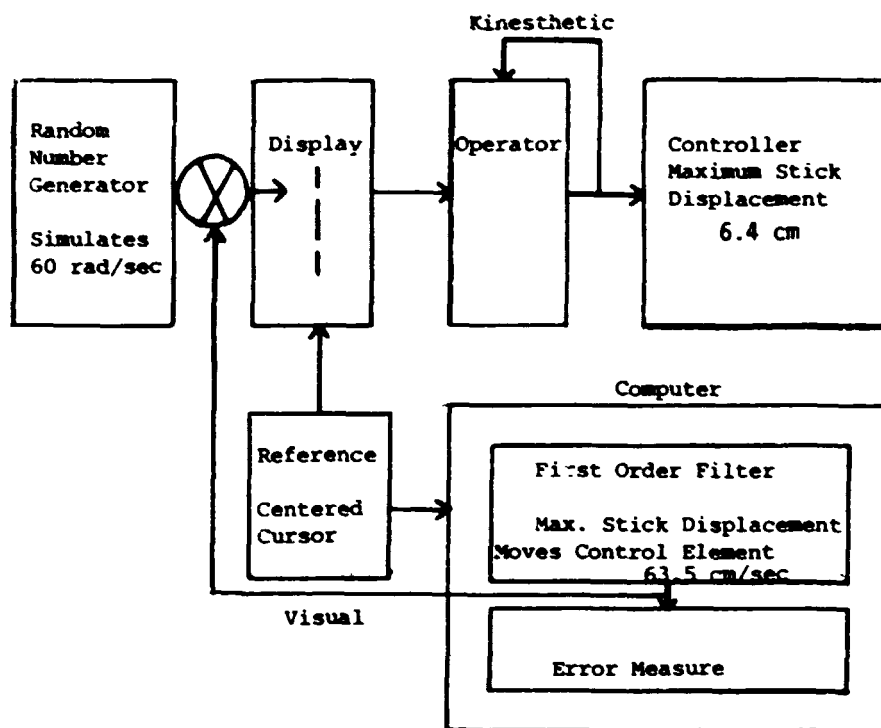 Kinesthetic
Random
Number
Generator
Simulates
60 rad/sec
Display
Operator
Controller
Maximum Stick
Displacement
6.4 cm
Computer
Reference
Centered
Cursor
First Order Filter
Max. Stick Displacement
Moves Control Element
63.5 cm/sec
Visual
Error Measure